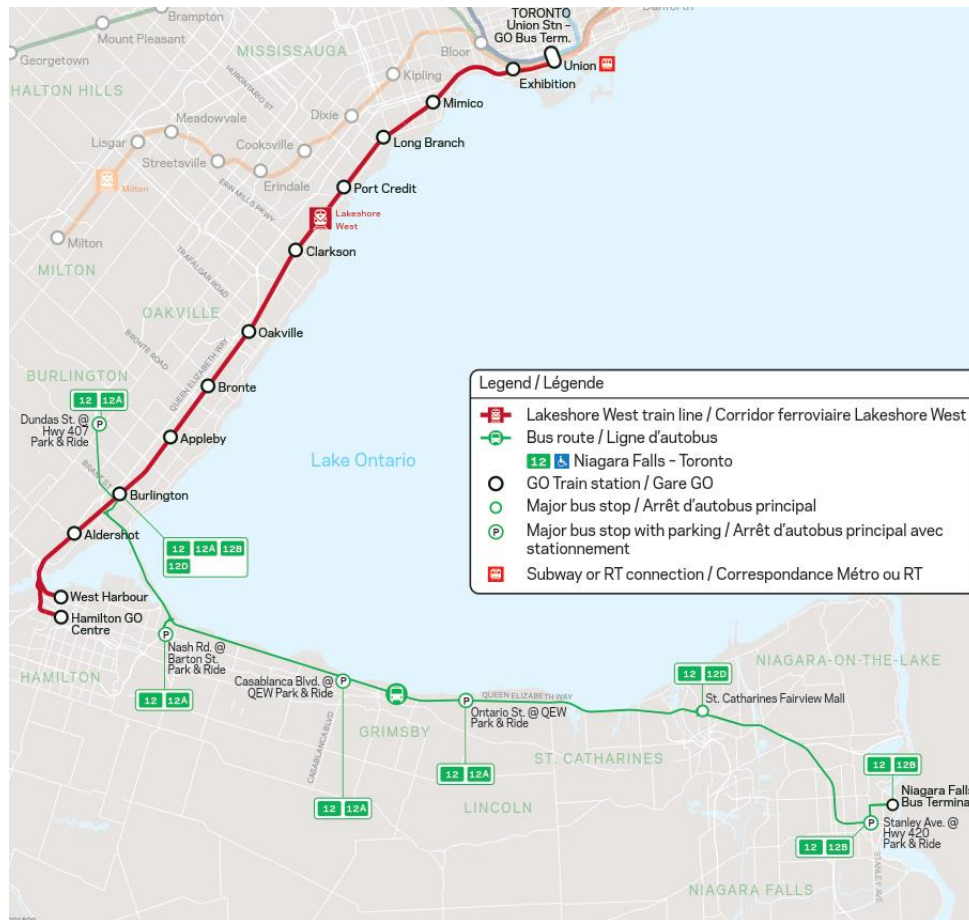 Brampton
Mount Pleasant
Georgetown
HALTON HILLS
MISSISSAUGA
HURONTARIO ST
TORONTO
Union Stn –
GO Bus Term.
Danforth
Bloor
Union
Exhibition
Kipling
Mimico
Dixie
Long Branch
Meadowvale
Lisgar
Cooksville
Streetsville
Erindale
Milton
ERIN MILLS PKWY
Port Credit
Lakeshore
West
Clarkson
Milton
MILTON
TRAFALGAR ROAD
OAKVILLE
Oakville
BRONTE ROAD
QUEEN ELIZABETH WAY
BURLINGTON
Bronte
12 12A
Dundas St. @
Hwy 407
Park & Ride
Appleby
Lake Ontario
BRANT ST
Burlington
Aldershot
12 12A 12B
12D
West Harbour
Hamilton GO
Centre
HAMILTON
Nash Rd. @
Barton St.
Park & Ride
12 12A
Casablanca Blvd. @
QEW Park & Ride
CASABLANCA BLVD
GRIMSBY
12 12A
QUEEN ELIZABETH WAY
Ontario St. @ QEW
Park & Ride
12 12A
LINCOLN
ST. CATHARINES
12 12D
St. Catharines Fairview Mall
NIAGARA-ON-THE-LAKE
12 12B
Niagara Falls
Bus Termina
Stanley Ave. @
Hwy 420
Park & Ride
12 12B
STANLEY AVE
NIAGARA FALLS
Legend / Légende
Lakeshore West train line / Corridor ferroviaire Lakeshore West
Bus route / Ligne d'autobus
12 Niagara Falls – Toronto
GO Train station / Gare GO
Major bus stop / Arrêt d'autobus principal
P Major bus stop with parking / Arrêt d'autobus principal avec
stationnement
Subway or RT connection / Correspondance Métro ou RT